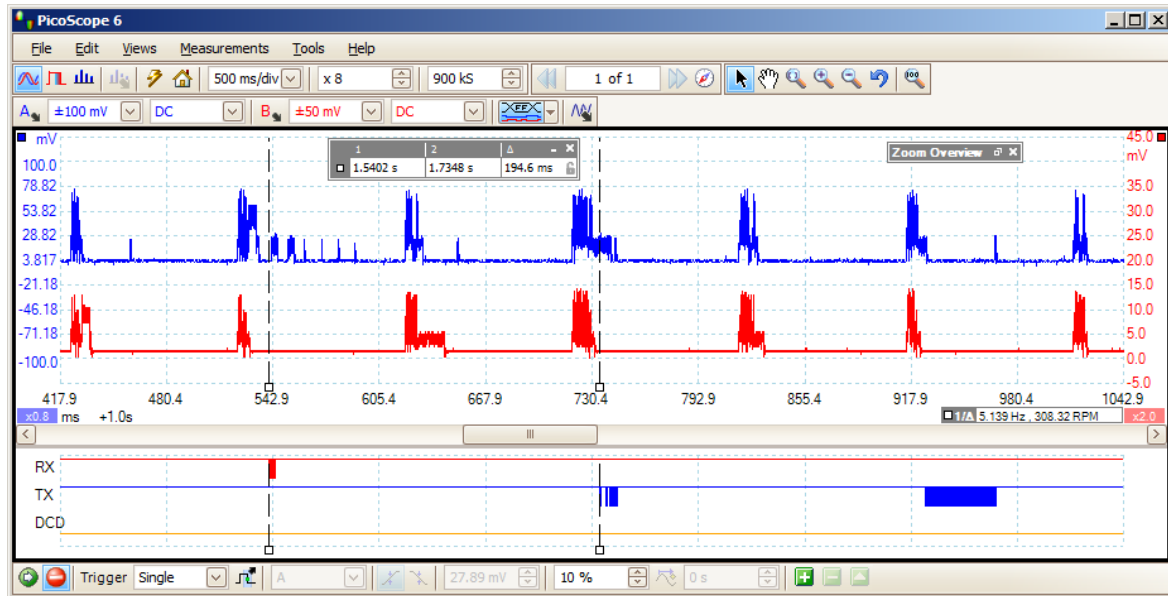 PicoScope 6
File Edit Views Measurements Tools Help
500 ms/div x 8 900 kS 1 of 1
A ±100 mV DC B ±50 mV DC
mV 45.0
mV
1 2 Δ
1.5402 s 1.7348 s 194.6 ms
Zoom Overview
100.0
78.82 35.0
53.82 30.0
28.82 25.0
3.817 20.0
-21.18 15.0
-46.18 10.0
-71.18 5.0
-100.0 0.0
-5.0
417.9 480.4 542.9 605.4 667.9 730.4 792.9 855.4 917.9 980.4 1042.9
x0.8 ms +1.0s 1/Δ 5.139 Hz , 308.32 RPM x2.0
RX
TX
DCD
Trigger Single A 27.89 mV 10 % 0 s